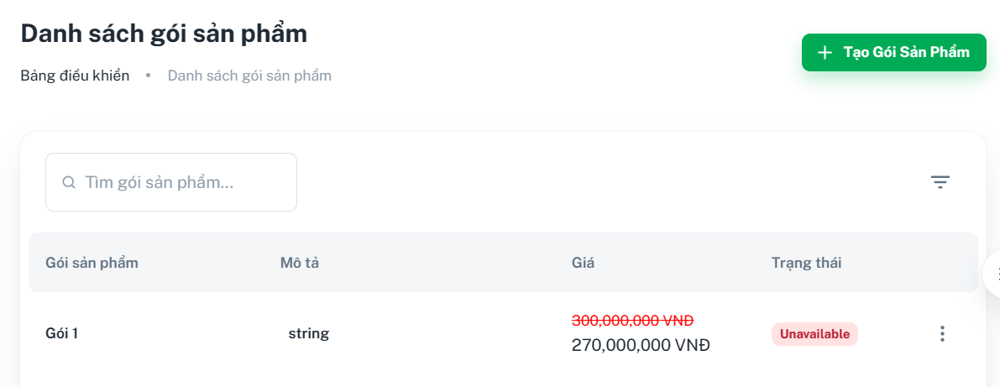 Danh sách gói sản phẩm
Bảng điều khiển • Danh sách gói sản phẩm
Tạo Gói Sản Phẩm
Tìm gói sản phẩm...
Gói sản phẩm Mô tả Giá Trạng thái
300,000,000 VNĐ
Gói 1 string Unavailable
270,000,000 VNĐ